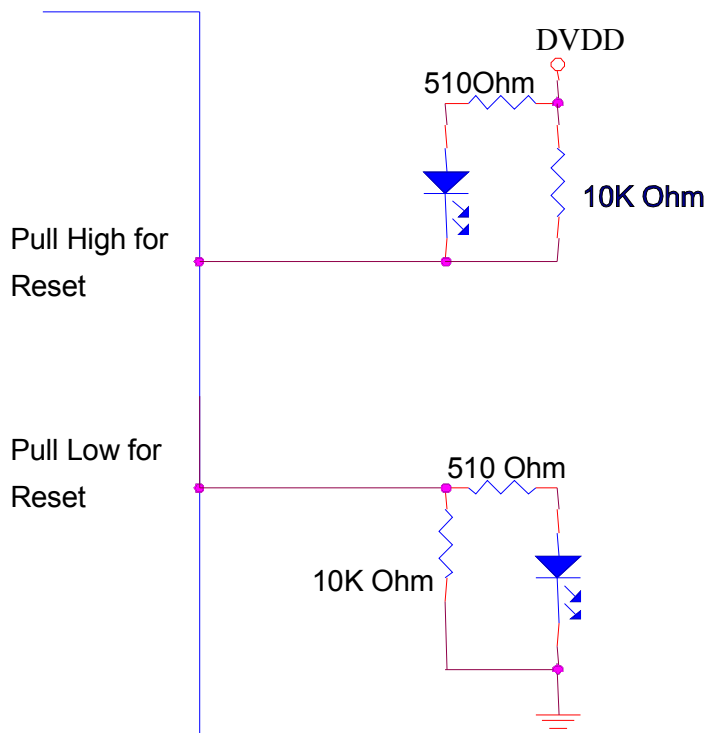 DVDD
510Ohm
10K Ohm
Pull High for
Reset
Pull Low for
Reset
510 Ohm
10K Ohm